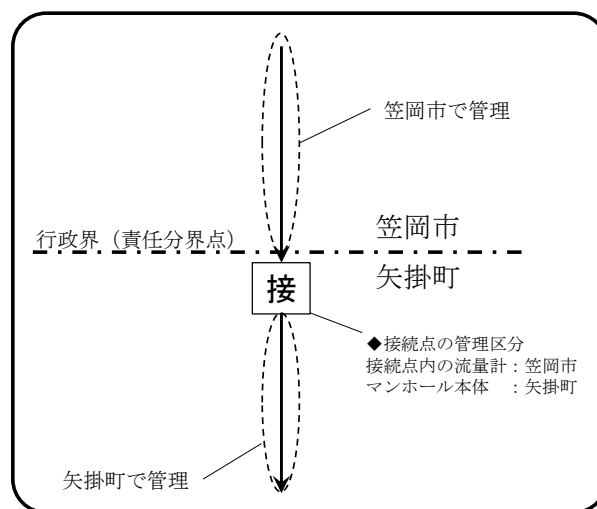 笠岡市で管理
行政界（責任分界点）
笠岡市
矢掛町
接
◆接続点の管理区分
接続点内の流量計：笠岡市
マンホール本体　：矢掛町
矢掛町で管理